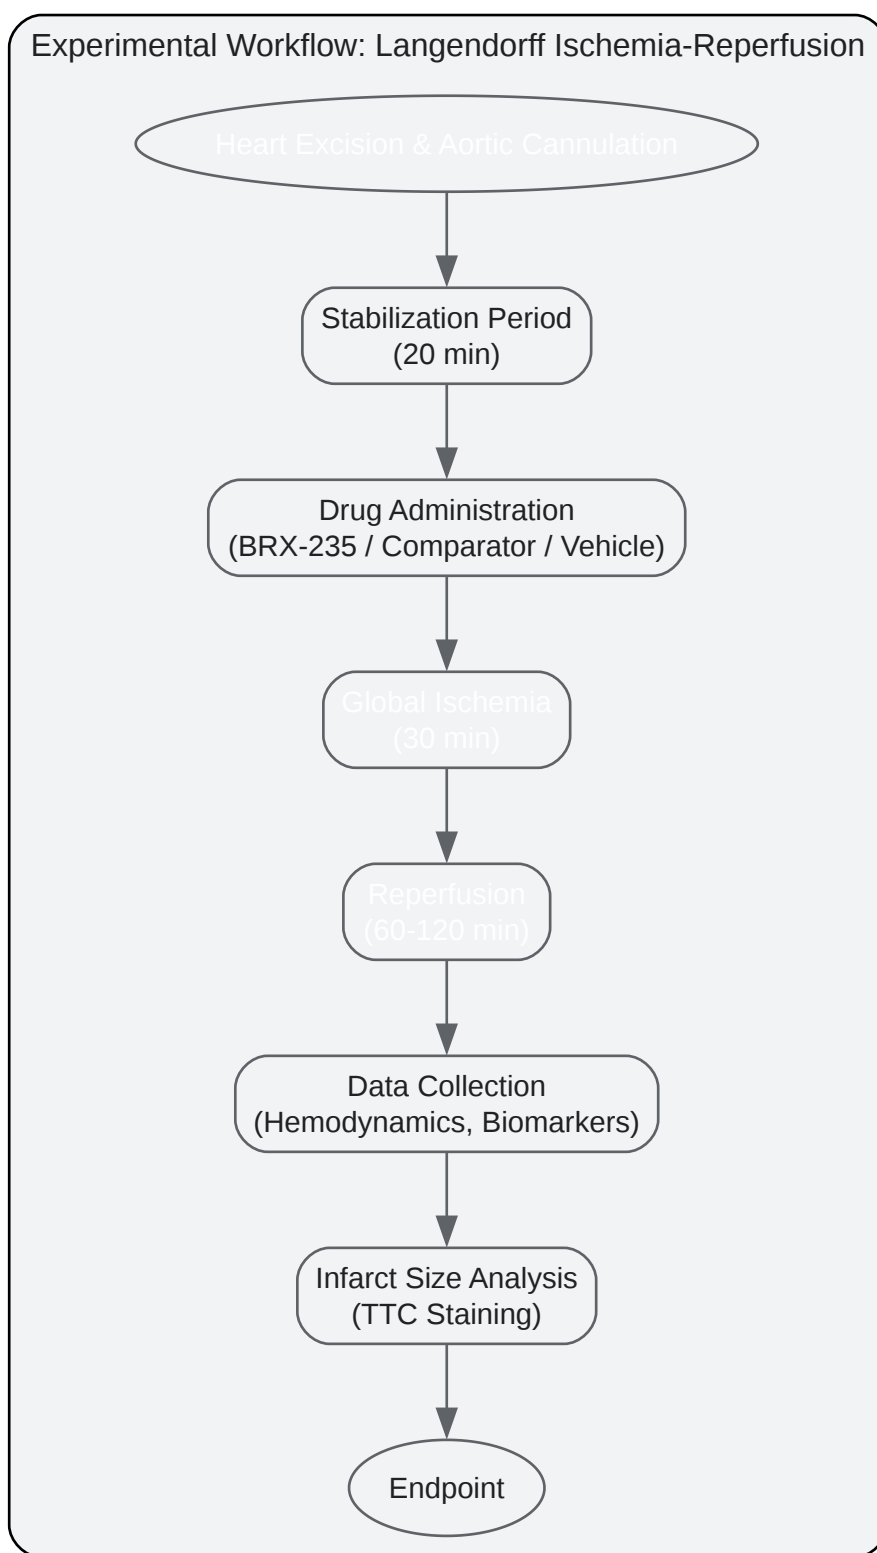 Experimental Workflow: Langendorff Ischemia-Reperfusion
Heart Excision & Aortic Cannulation
Stabilization Period
(20 min)
Drug Administration
(BRX-235 / Comparator / Vehicle)
Global Ischemia
(30 min)
Reperfusion
(60-120 min)
Data Collection
(Hemodynamics, Biomarkers)
Infarct Size Analysis
(TTC Staining)
Endpoint